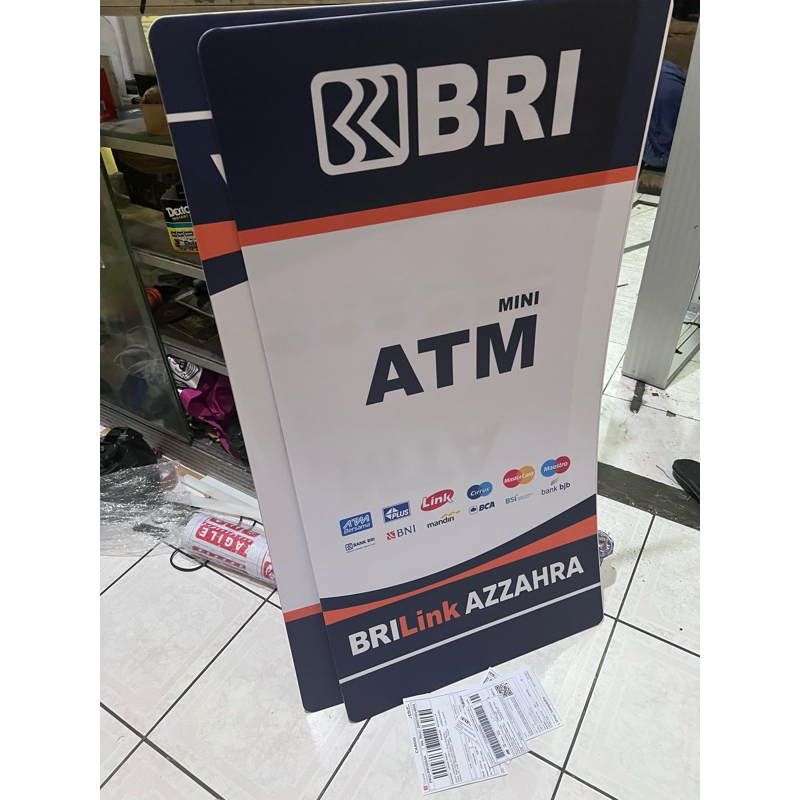 BRI
MINI
ATM
ATM Bersama
PLUS
Link
Cirrus
MasterCard
Maestro
BANK BRI
BNI
mandiri
BCA
BSI
bank bjb
BRILink AZZAHRA
FRAGILE